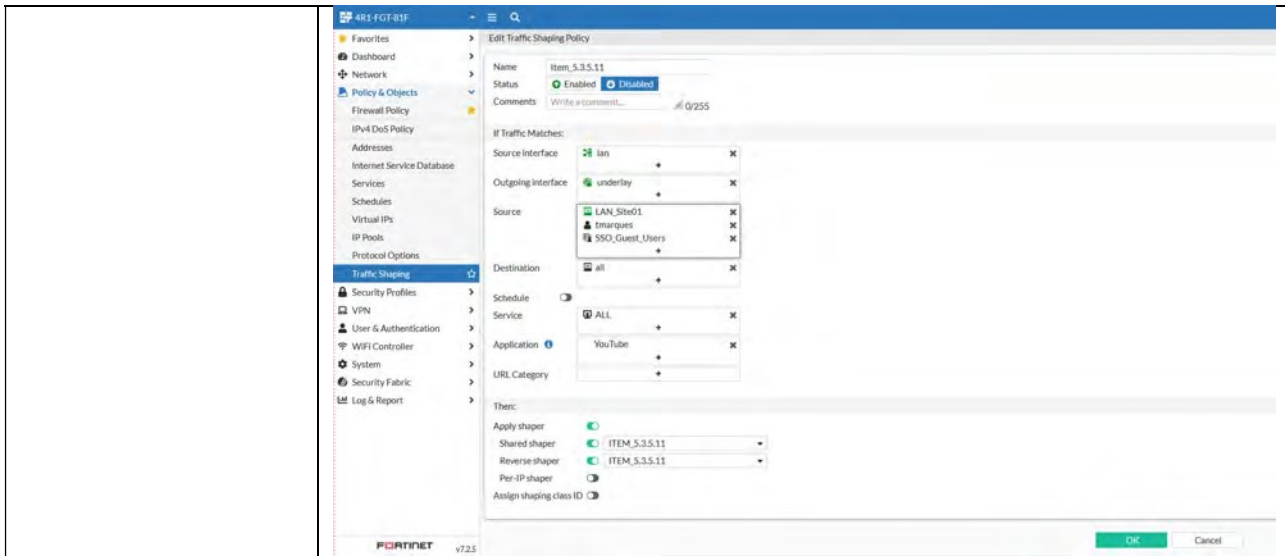 4R1-FGT-81F
Favorites
Dashboard
Network
Policy & Objects
Firewall Policy
IPv4 DoS Policy
Addresses
Internet Service Database
Services
Schedules
Virtual IPs
IP Pools
Protocol Options
Traffic Shaping
Security Profiles
VPN
User & Authentication
WiFi Controller
System
Security Fabric
Log & Report
FORTINET v7.2.5
Edit Traffic Shaping Policy
Name Item_5.3.5.11
Status Enabled Disabled
Comments Write a comment... 0/255
If Traffic Matches:
Source interface lan
Outgoing interface underlay
Source LAN_Site01
tmarques
SSO_Guest_Users
Destination all
Schedule
Service ALL
Application YouTube
URL Category
Then:
Apply shaper
Shared shaper ITEM_5.3.5.11
Reverse shaper ITEM_5.3.5.11
Per-IP shaper
Assign shaping class ID
OK Cancel